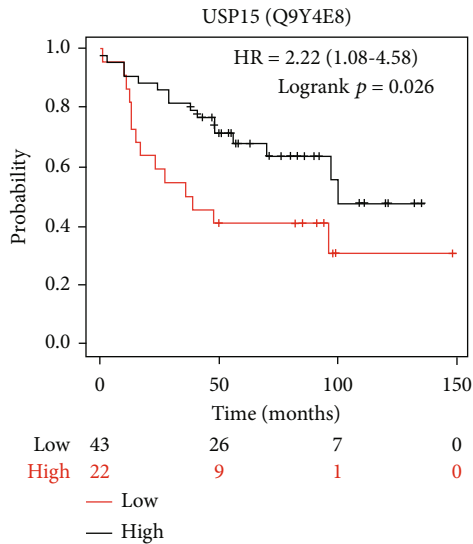 USP15 (Q9Y4E8)
HR = 2.22 (1.08-4.58)
Logrank p = 0.026
Probability
1.0
0.8
0.6
0.4
0.2
0.0
0 50 100 150
Time (months)
Low 43 26 7 0
High 22 9 1 0
Low
High